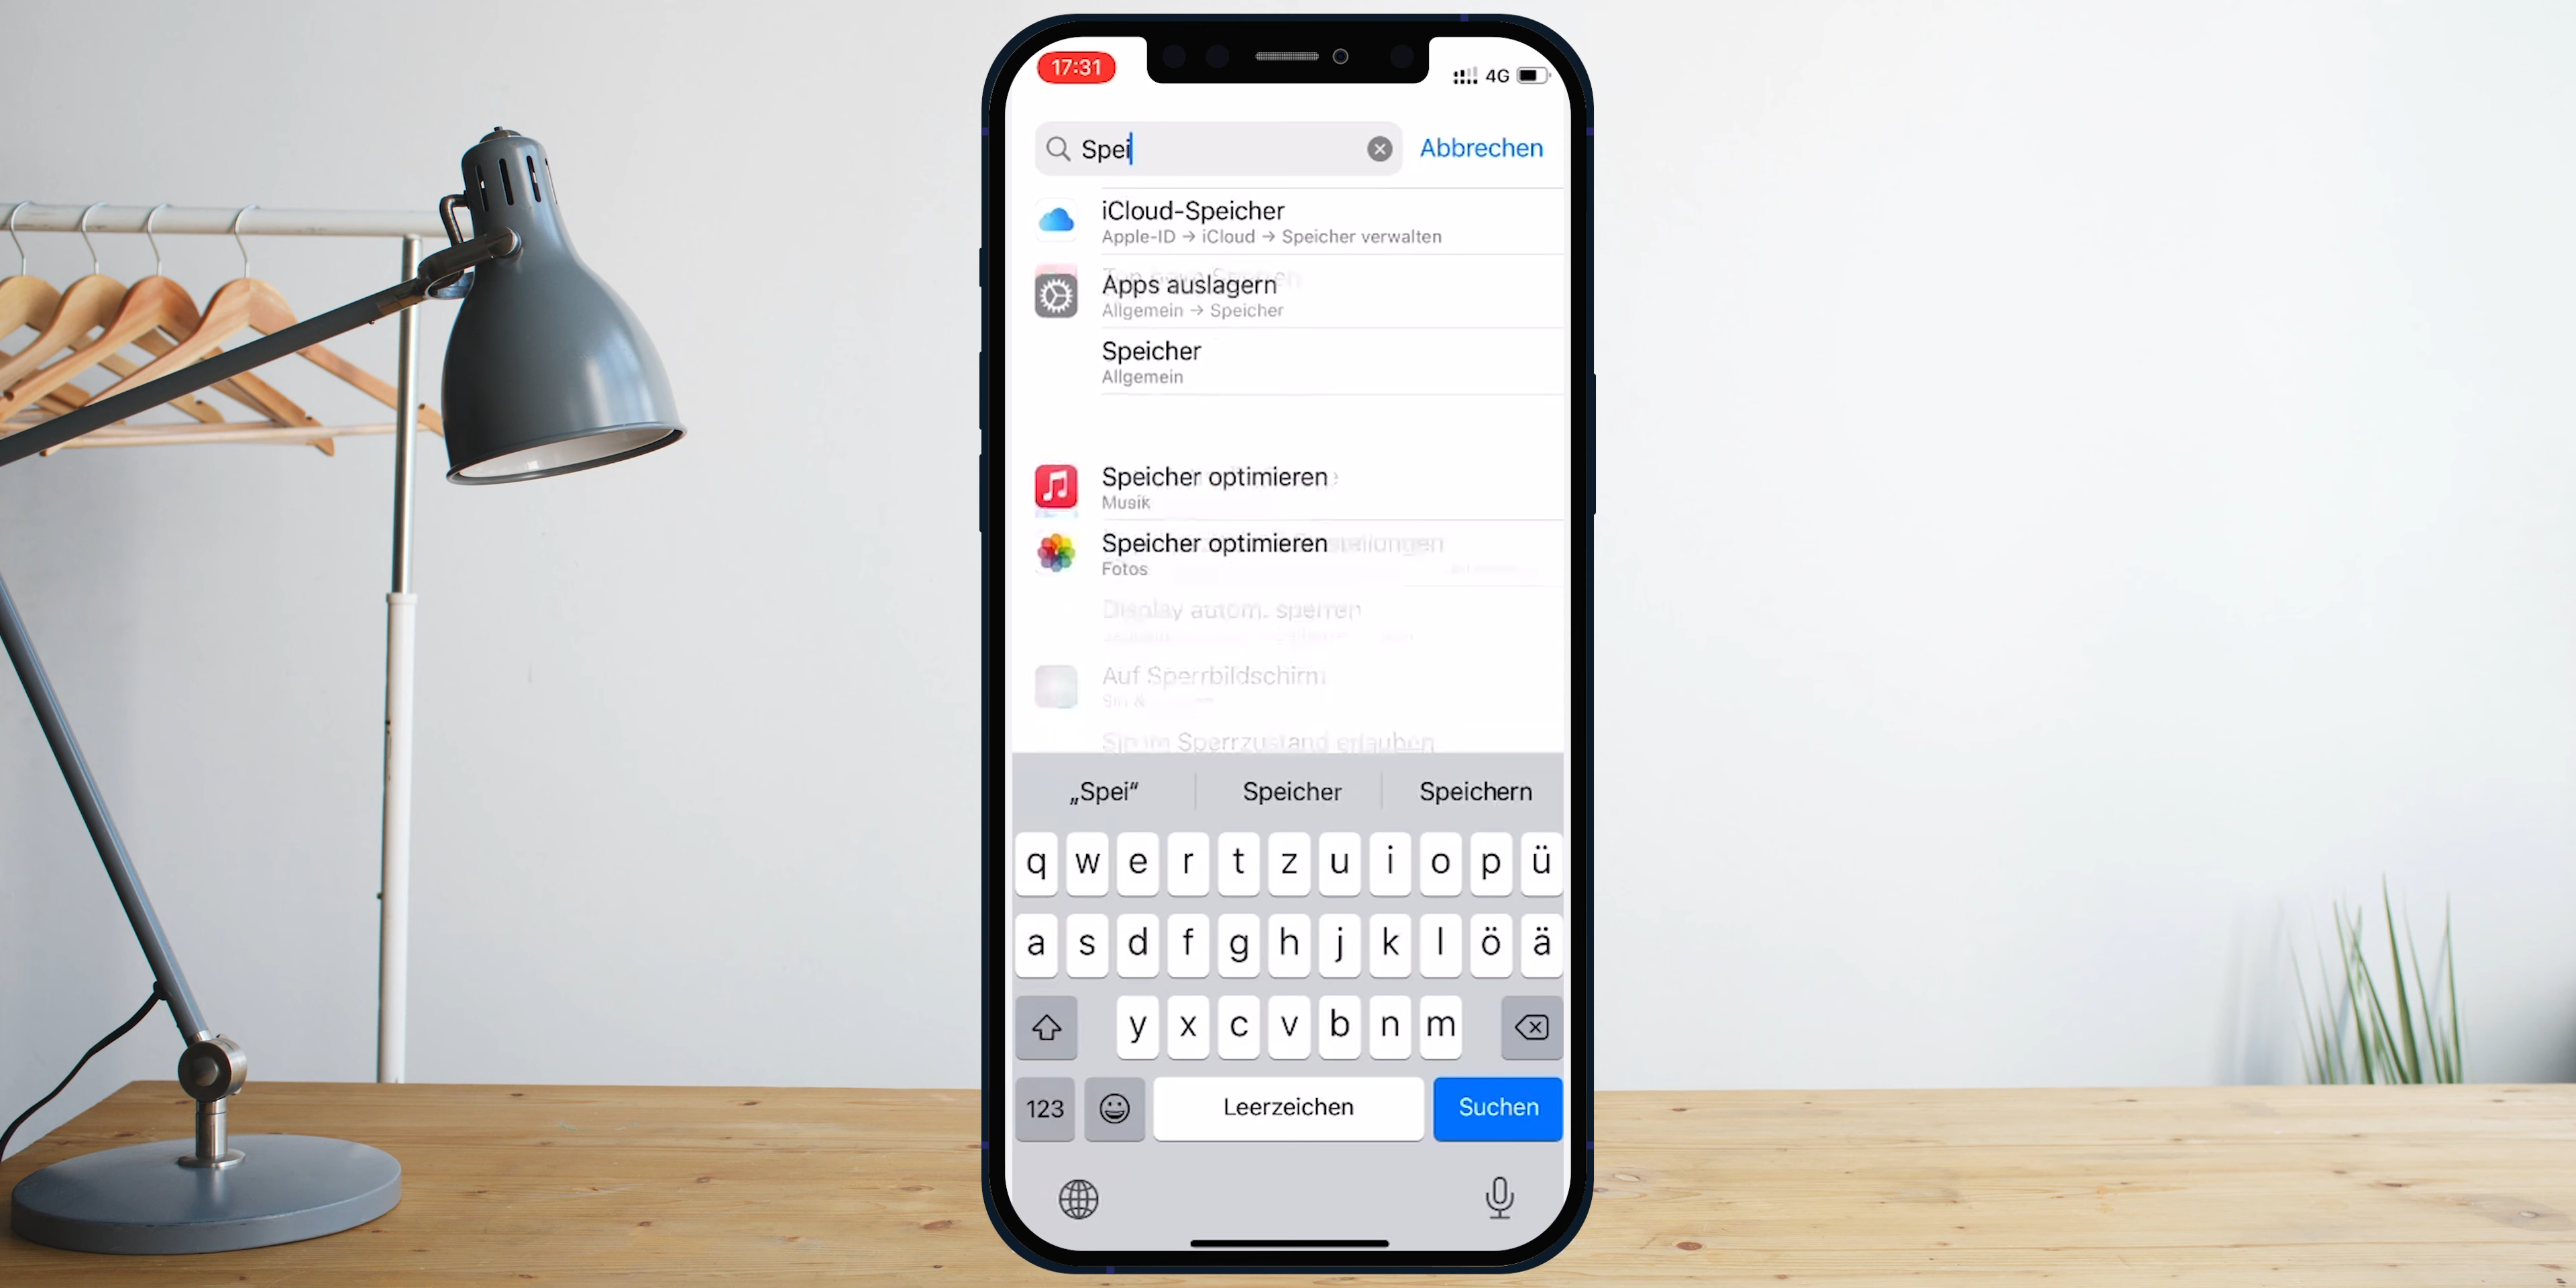 17:31
4G
Spei
Abbrechen
iCloud-Speicher
Apple-ID → iCloud → Speicher verwalten
Apps auslagern
Allgemein → Speicher
Speicher
Allgemein
Speicher optimieren
Musik
Speicher optimieren
Fotos
Display autom. sperren
Auf Sperrbildschirm
Siri &
Siri im Sperrzustand erlauben
„Spei“ Speicher Speichern
q w e r t z u i o p ü
a s d f g h j k l ö ä
y x c v b n m
123 Leerzeichen Suchen